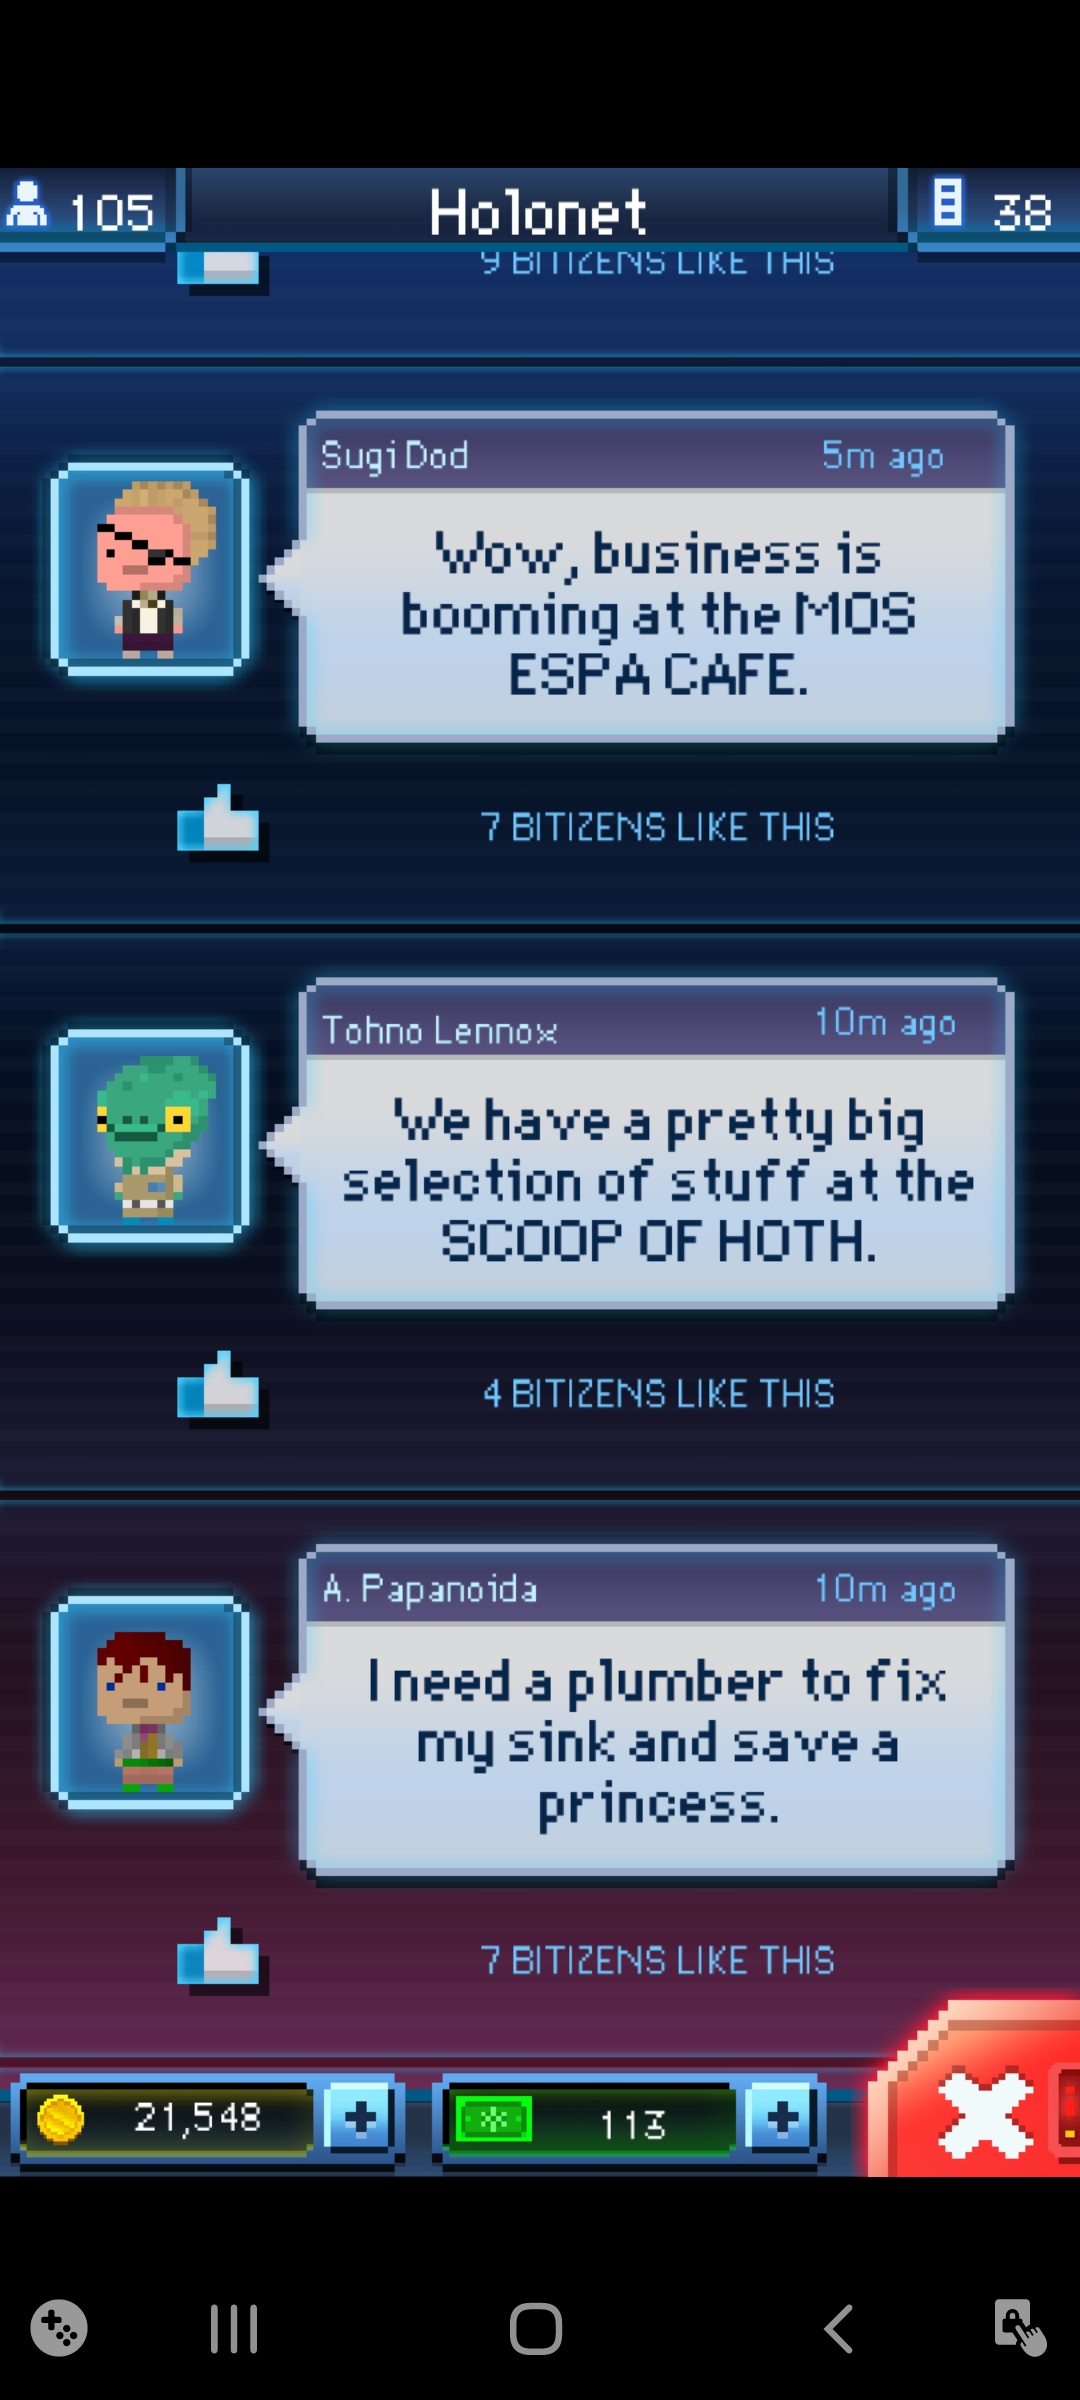 105
Holonet
38
9 BITIZENS LIKE THIS
Sugi Dod
5m ago
Wow, business is
booming at the MOS
ESPA CAFE.
7 BITIZENS LIKE THIS
Tohno Lennox
10m ago
We have a pretty big
selection of stuff at the
SCOOP OF HOTH.
4 BITIZENS LIKE THIS
A. Papanoida
10m ago
I need a plumber to fix
my sink and save a
princess.
7 BITIZENS LIKE THIS
21,548
113